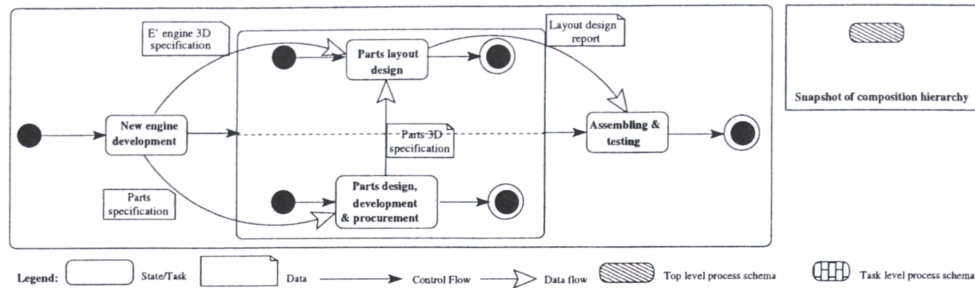 E' engine 3D
specification
Layout design
report
Parts layout
design
Snapshot of composition hierarchy
New engine
development
Parts 3D
specification
Assembling &
testing
Parts
specification
Parts design,
development
& procurement
Legend:
State/Task
Data
Control Flow
Data flow
Top level process schema
Task level process schema